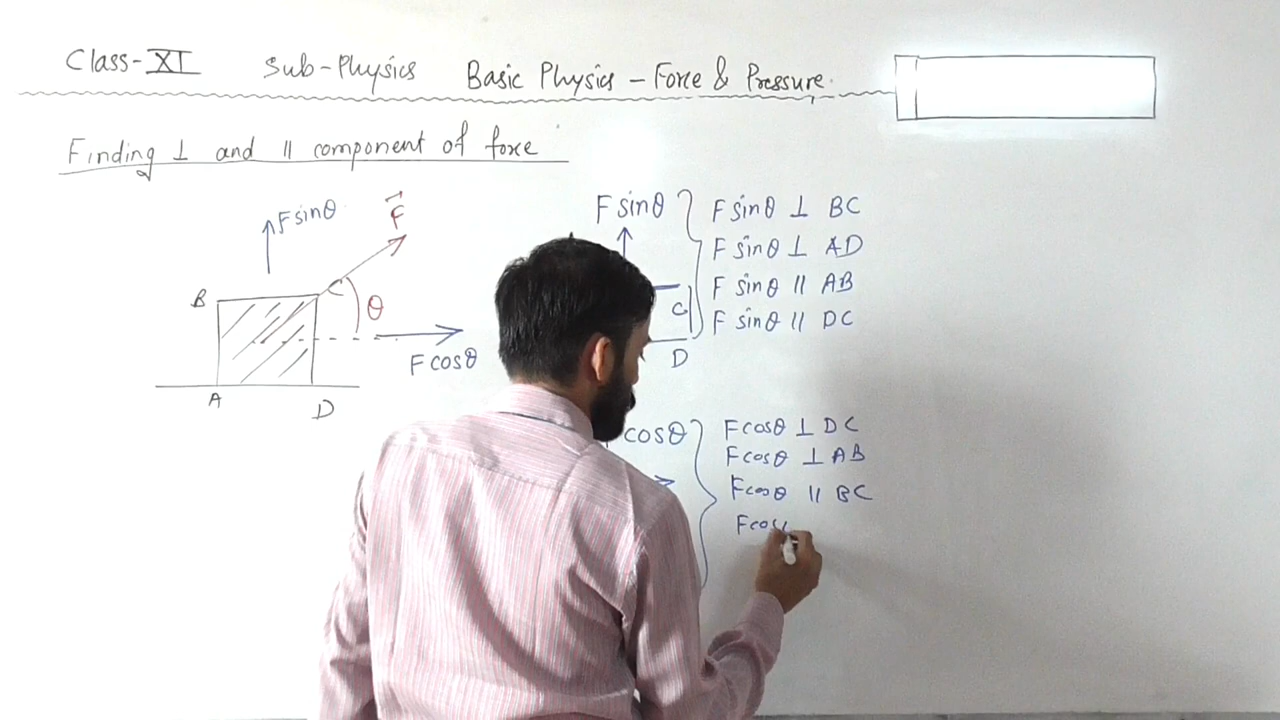 Class-XI Sub-Physics Basic Physics - Force & Pressure.
Finding ⊥ and || component of force
F sinθ
F⃗
B
C
θ
F cosθ
A
D
F sinθ
C
D
F sinθ ⊥ BC
F sinθ ⊥ AD
F sinθ || AB
F sinθ || DC
cosθ
F cosθ ⊥ DC
F cosθ ⊥ AB
F cosθ || BC
F cos